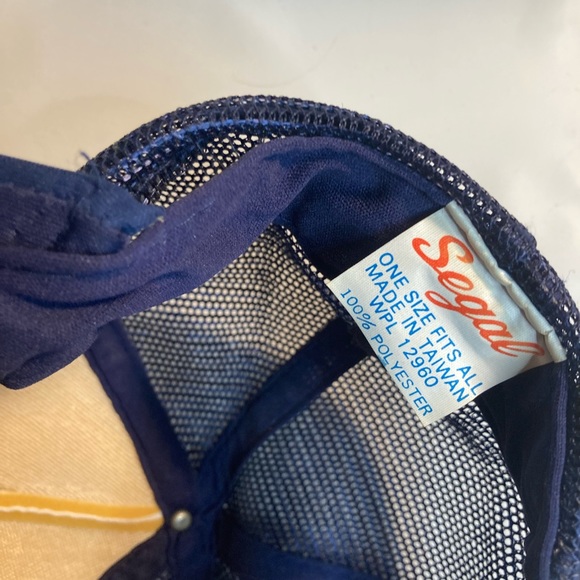 Segal
ONE SIZE FITS ALL
MADE IN TAIWAN
WPL 12960
100% POLYESTER